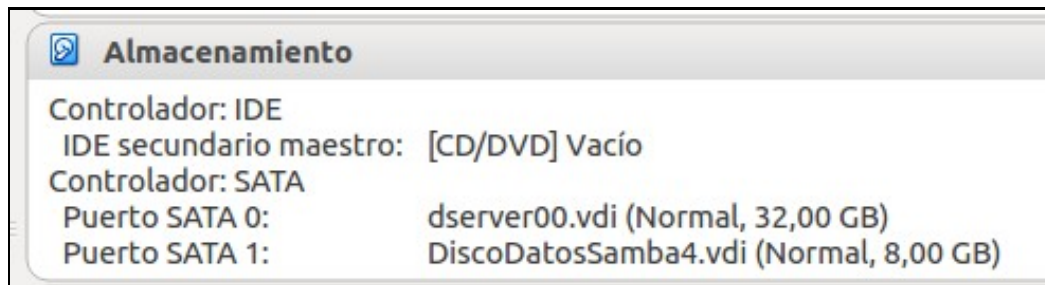 Almacenamiento
Controlador: IDE
IDE secundario maestro: [CD/DVD] Vacío
Controlador: SATA
Puerto SATA 0: dserver00.vdi (Normal, 32,00 GB)
Puerto SATA 1: DiscoDatosSamba4.vdi (Normal, 8,00 GB)